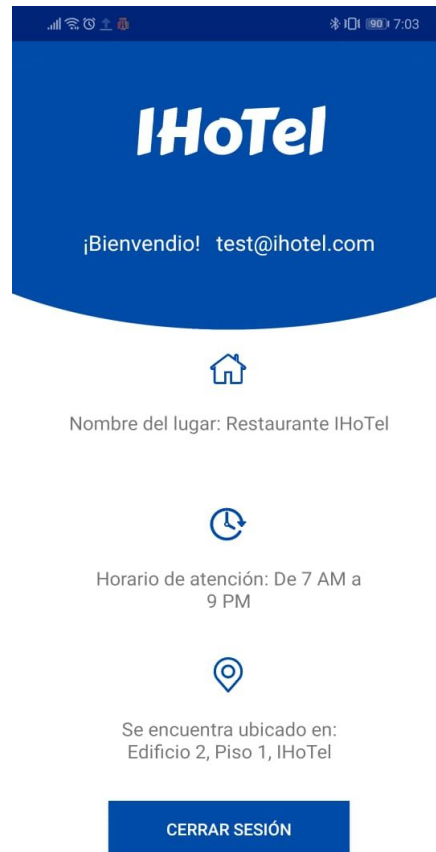 90 7:03
IHoTel
¡Bienvendio! test@ihotel.com
Nombre del lugar: Restaurante IHoTel
Horario de atención: De 7 AM a
9 PM
Se encuentra ubicado en:
Edificio 2, Piso 1, IHoTel
CERRAR SESIÓN